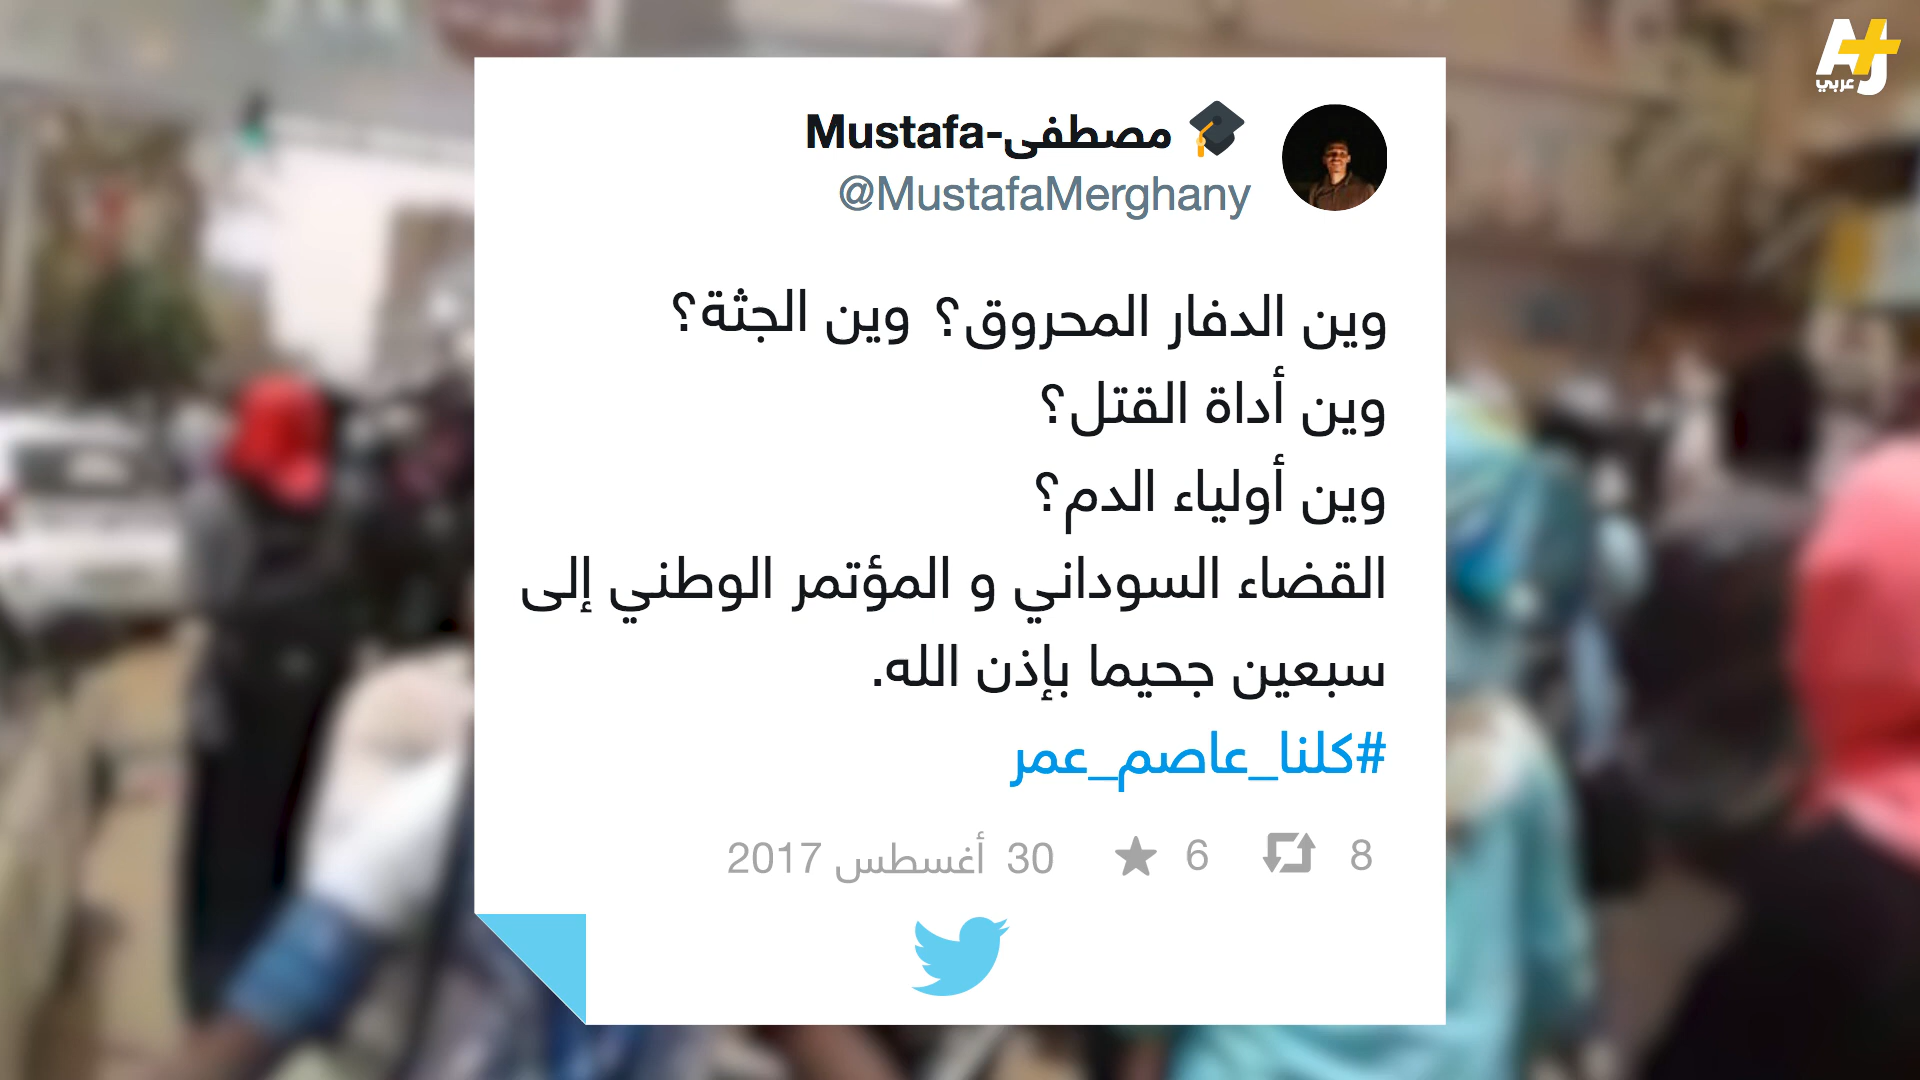 AJ+
عربي
Mustafa-مصطفى 🎓
@MustafaMerghany
وين الدفار المحروق؟ وين الجثة؟
وين أداة القتل؟
وين أولياء الدم؟
القضاء السوداني و المؤتمر الوطني إلى
سبعين جحيما بإذن الله.
#كلنا_عاصم_عمر
8 6 30 أغسطس 2017